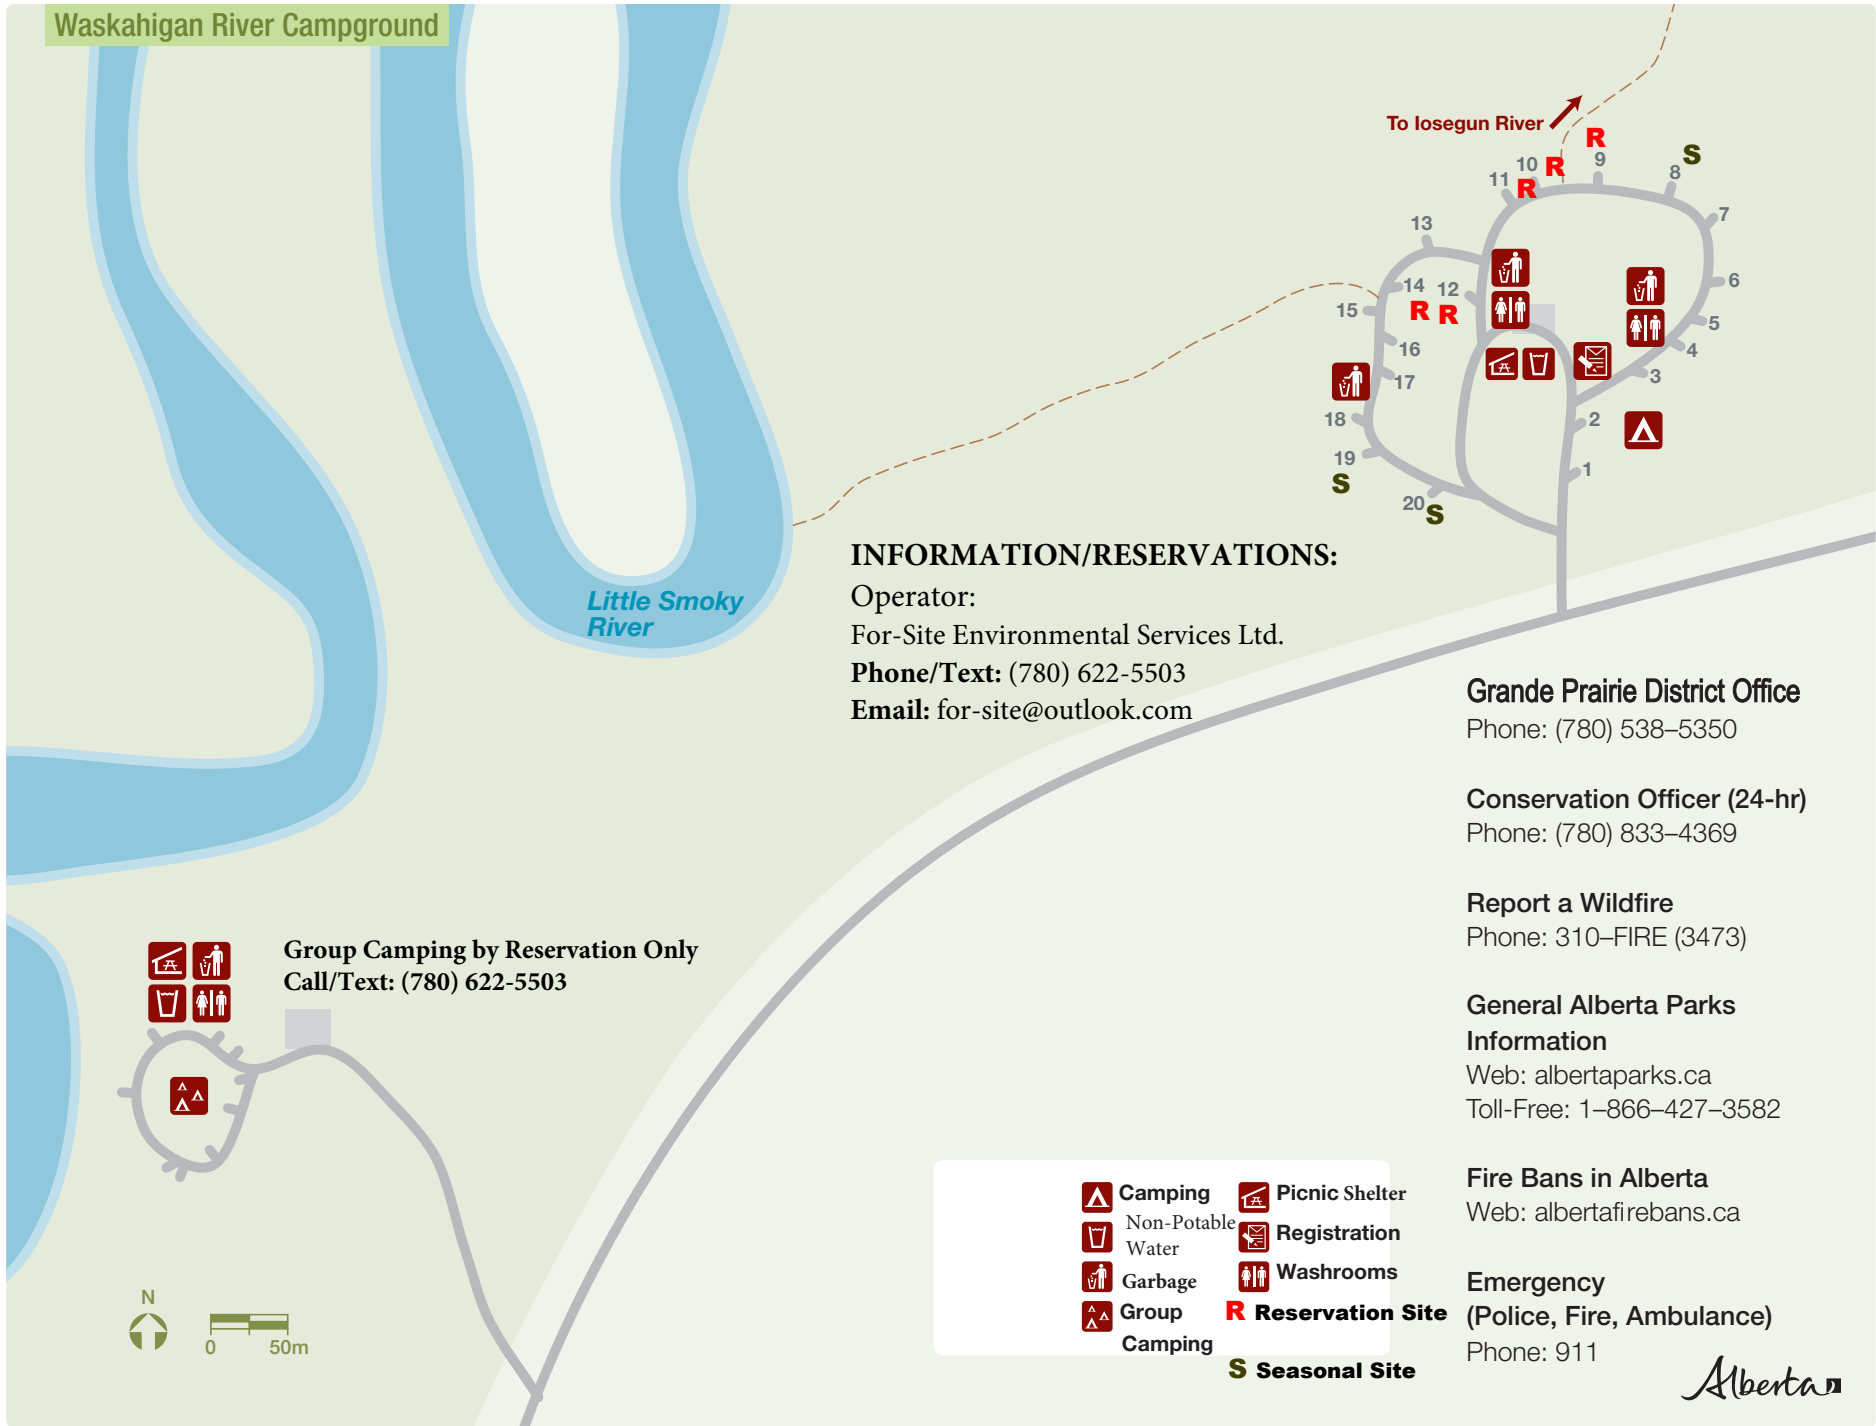 Waskahigan River Campground
To Iosegun River
R
R
R
S
10
9
8
11
7
13
6
14
12
15
R
R
5
16
4
17
3
18
2
19
1
S
20
S
Little Smoky
River
INFORMATION/RESERVATIONS:
Operator:
For-Site Environmental Services Ltd.
Phone/Text: (780) 622-5503
Email: for-site@outlook.com
Grande Prairie District Office
Phone: (780) 538–5350
Conservation Officer (24-hr)
Phone: (780) 833–4369
Report a Wildfire
Phone: 310–FIRE (3473)
General Alberta Parks
Information
Web: albertaparks.ca
Toll-Free: 1–866–427–3582
Fire Bans in Alberta
Web: albertafirebans.ca
Emergency
(Police, Fire, Ambulance)
Phone: 911
Group Camping by Reservation Only
Call/Text: (780) 622-5503
N
0 50m
Camping
Non-Potable
Water
Garbage
Group
Camping
Picnic Shelter
Registration
Washrooms
R Reservation Site
S Seasonal Site
Alberta